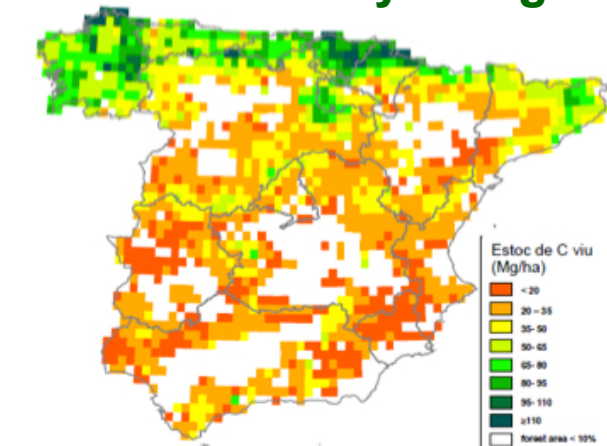 Estoc de C viu
(Mg/ha)
< 20
20 – 35
35- 50
50- 65
65- 80
80- 95
95- 110
≥110
forest area < 10%